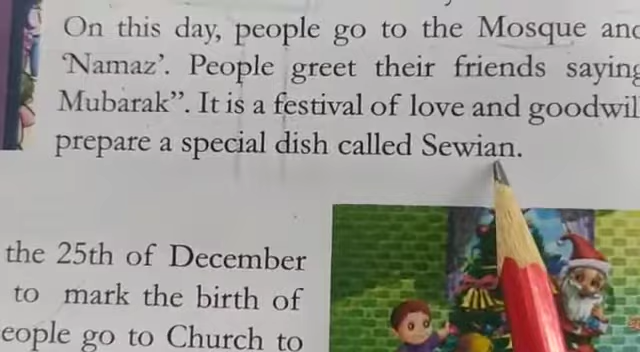 On this day, people go to the Mosque and
'Namaz'. People greet their friends saying
Mubarak". It is a festival of love and goodwil
prepare a special dish called Sewian.
the 25th of December
to mark the birth of
eople go to Church to